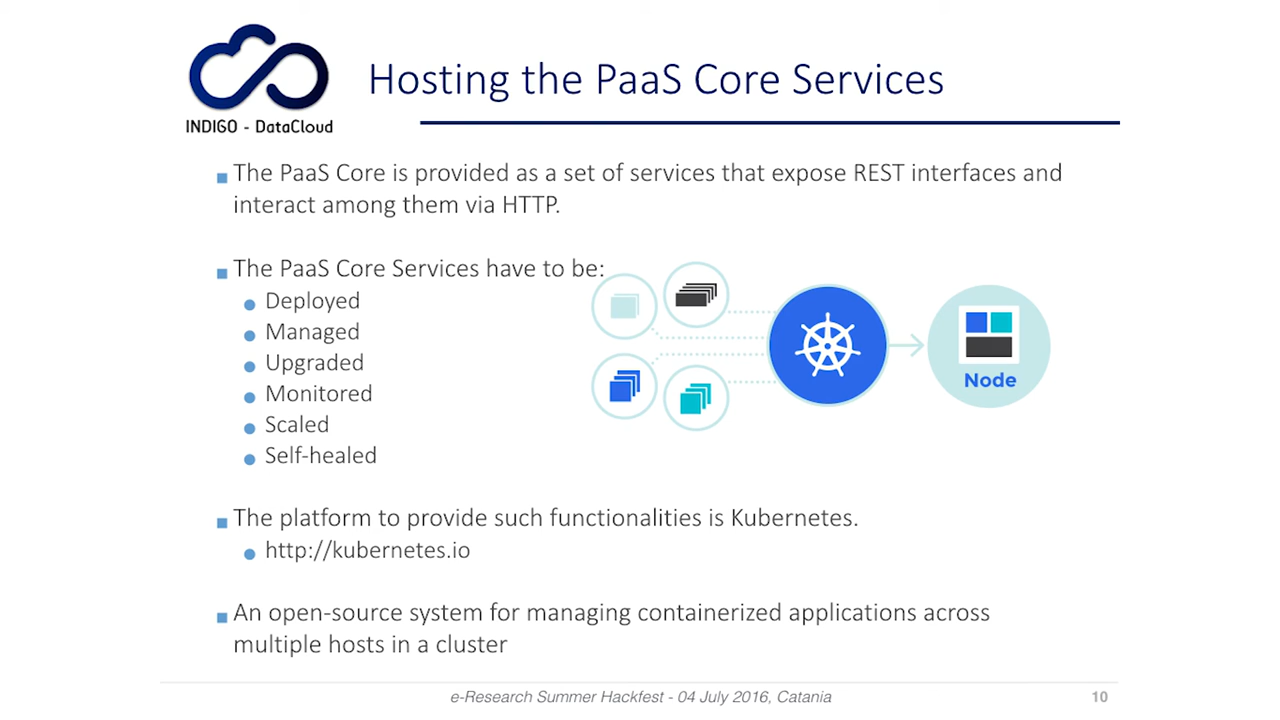 INDIGO - DataCloud
Hosting the PaaS Core Services
The PaaS Core is provided as a set of services that expose REST interfaces and
interact among them via HTTP.
The PaaS Core Services have to be:
Deployed
Managed
Upgraded
Monitored
Scaled
Self-healed
Node
The platform to provide such functionalities is Kubernetes.
http://kubernetes.io
An open-source system for managing containerized applications across
multiple hosts in a cluster
e-Research Summer Hackfest - 04 July 2016, Catania
10